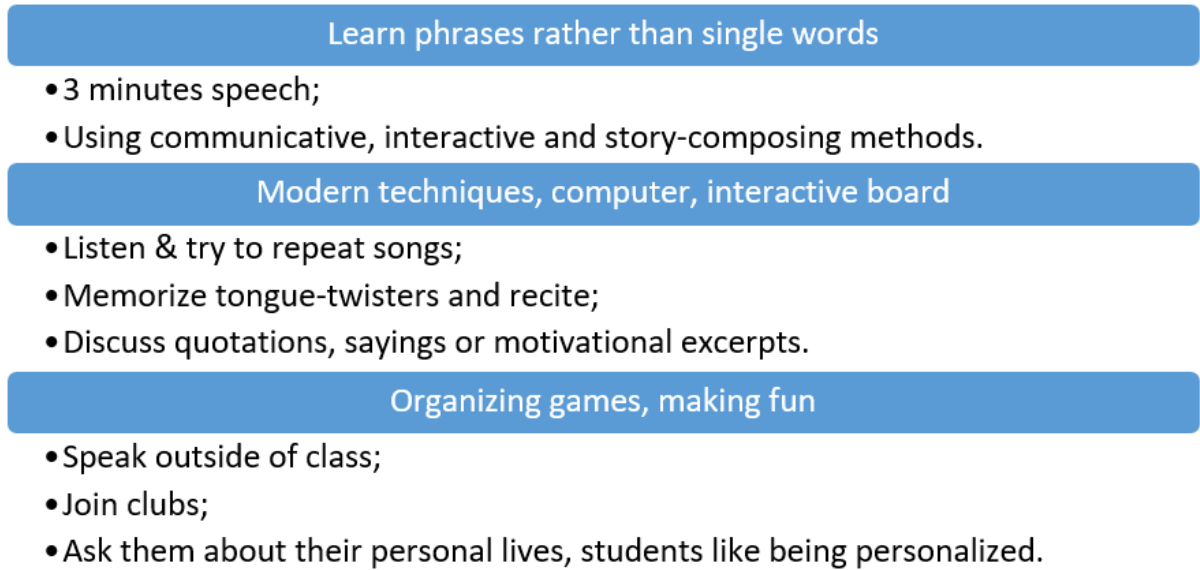 Learn phrases rather than single words
•3 minutes speech;
•Using communicative, interactive and story-composing methods.
Modern techniques, computer, interactive board
•Listen & try to repeat songs;
•Memorize tongue-twisters and recite;
•Discuss quotations, sayings or motivational excerpts.
Organizing games, making fun
•Speak outside of class;
•Join clubs;
•Ask them about their personal lives, students like being personalized.